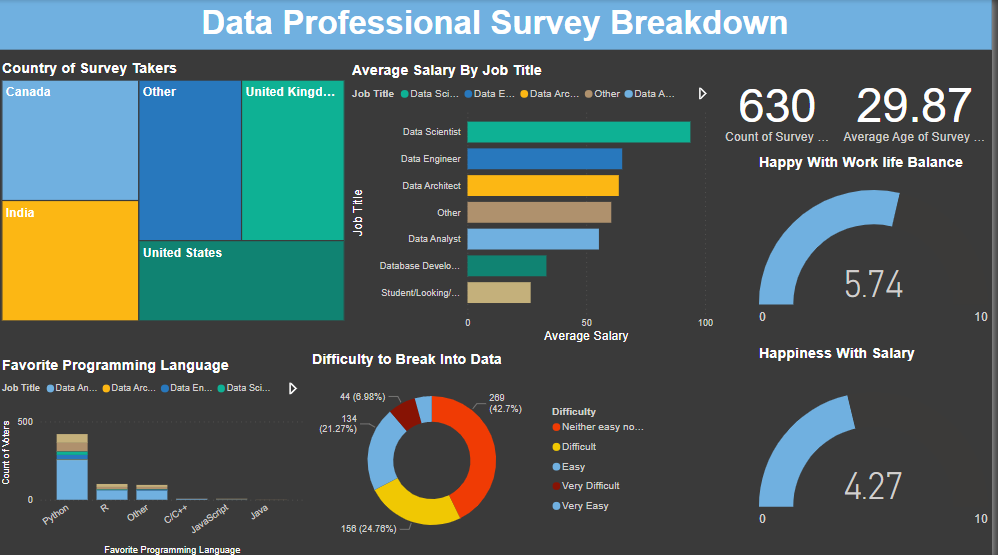 Data Professional Survey Breakdown
Country of Survey Takers
Canada
Other
United Kingd...
India
United States
Average Salary By Job Title
Job Title
Data Sci...
Data E...
Data Arc...
Other
Data A...
Job Title
Data Scientist
Data Engineer
Data Architect
Other
Data Analyst
Database Develo...
Student/Looking/...
0
50
100
Average Salary
630
Count of Survey ...
29.87
Average Age of Survey ...
Happy With Work life Balance
5.74
0
10
Favorite Programming Language
Job Title
Data An...
Data Arc...
Data En...
Data Sci...
Count of Voters
500
0
Python
R
Other
C/C++
JavaScript
Java
Favorite Programming Language
Difficulty to Break Into Data
44 (6.98%)
134
(21.27%)
269
(42.7%)
156 (24.76%)
Difficulty
Neither easy no...
Difficult
Easy
Very Difficult
Very Easy
Happiness With Salary
4.27
0
10